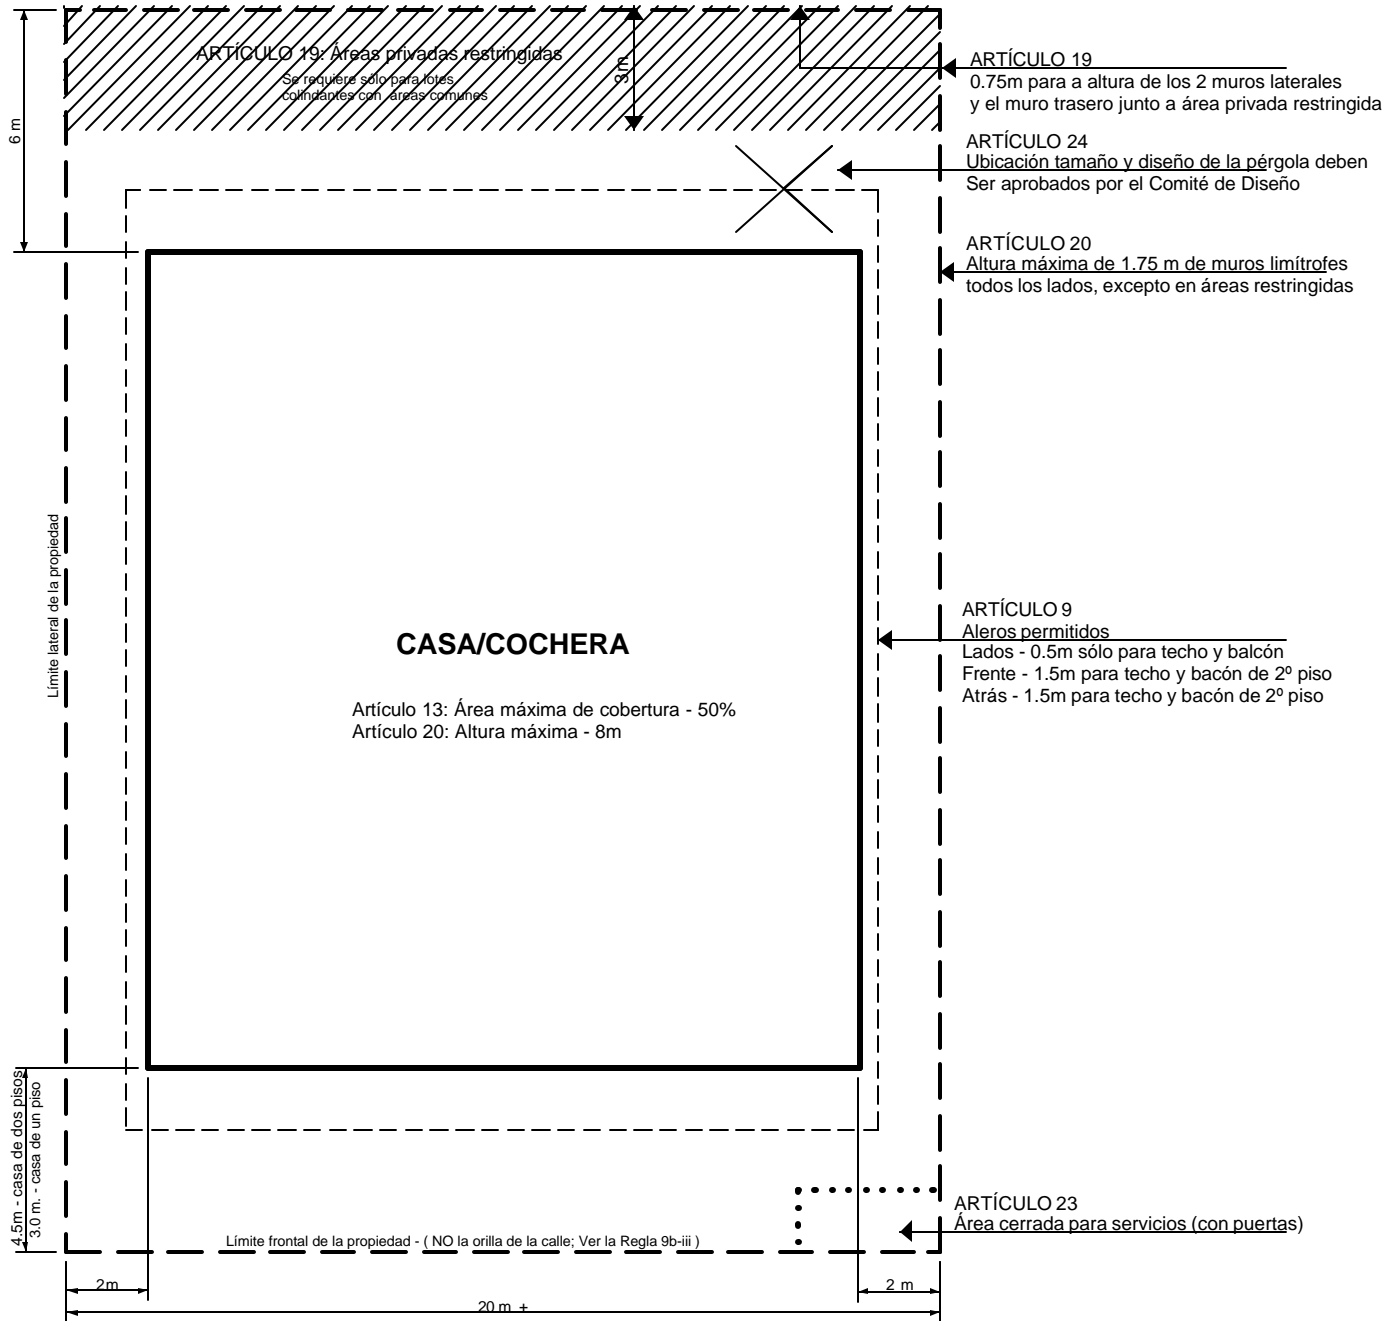 ARTÍCULO 19: Áreas privadas restringidas
Se requiere sólo para lotes
colindantes con áreas comunes
3m
6 m
ARTÍCULO 19
0.75m para a altura de los 2 muros laterales
y el muro trasero junto a área privada restringida
ARTÍCULO 24
Ubicación tamaño y diseño de la pérgola deben
Ser aprobados por el Comité de Diseño
ARTÍCULO 20
Altura máxima de 1.75 m de muros limítrofes
todos los lados, excepto en áreas restringidas
Límite lateral de la propiedad
CASA/COCHERA
Artículo 13: Área máxima de cobertura - 50%
Artículo 20: Altura máxima - 8m
ARTÍCULO 9
Aleros permitidos
Lados - 0.5m sólo para techo y balcón
Frente - 1.5m para techo y bacón de 2º piso
Atrás - 1.5m para techo y bacón de 2º piso
4.5m - casa de dos pisos
3.0 m. - casa de un piso
ARTÍCULO 23
Área cerrada para servicios (con puertas)
Límite frontal de la propiedad - ( NO la orilla de la calle; Ver la Regla 9b-iii )
2m
2 m
20 m +